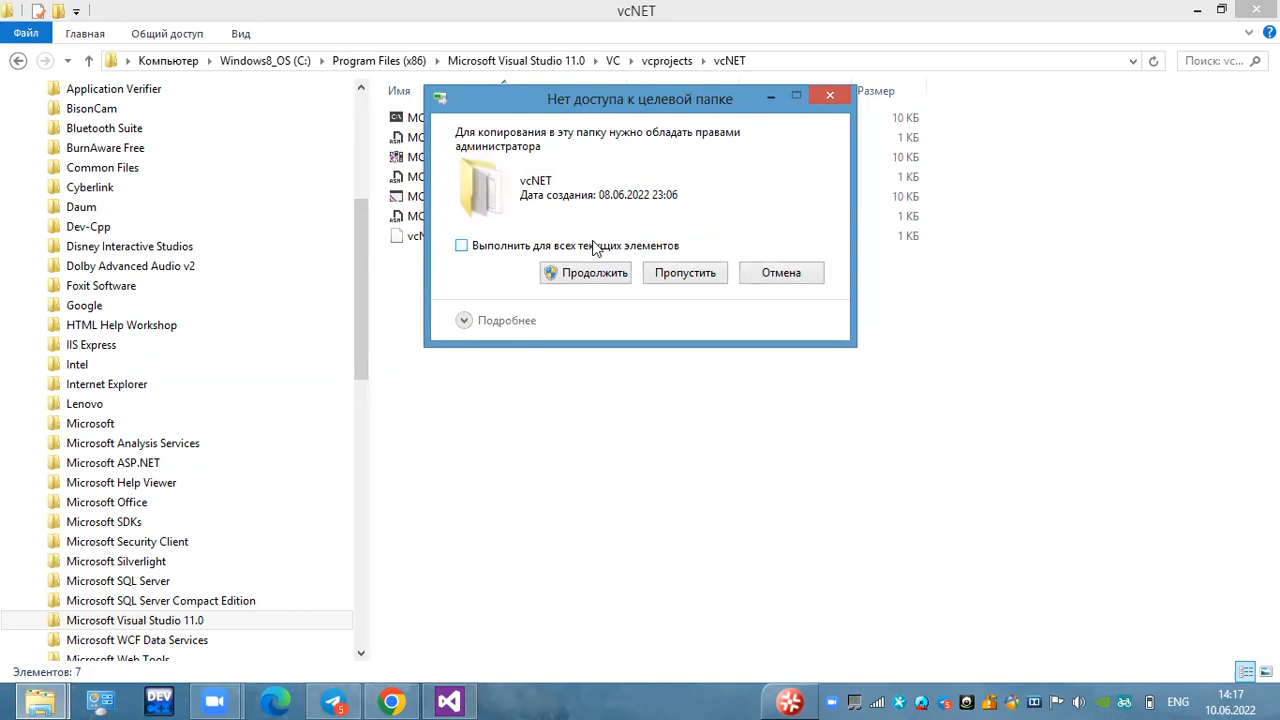 vcNET
Файл
Главная
Общий доступ
Вид
Компьютер
Windows8_OS (C:)
Program Files (x86)
Microsoft Visual Studio 11.0
VC
vcprojects
vcNET
Поиск: vc...
Application Verifier
BisonCam
Bluetooth Suite
BurnAware Free
Common Files
Cyberlink
Daum
Dev-Cpp
Disney Interactive Studios
Dolby Advanced Audio v2
Foxit Software
Google
HTML Help Workshop
IIS Express
Intel
Internet Explorer
Lenovo
Microsoft
Microsoft Analysis Services
Microsoft ASP.NET
Microsoft Help Viewer
Microsoft Office
Microsoft SDKs
Microsoft Security Client
Microsoft Silverlight
Microsoft SQL Server
Microsoft SQL Server Compact Edition
Microsoft Visual Studio 11.0
Microsoft WCF Data Services
Microsoft Web Tools
Имя
Размер
10 КБ
1 КБ
10 КБ
1 КБ
10 КБ
1 КБ
1 КБ
Нет доступа к целевой папке
Для копирования в эту папку нужно обладать правами
администратора
vcNET
Дата создания: 08.06.2022 23:06
Выполнить для всех текущих элементов
Продолжить
Пропустить
Отмена
Подробнее
Элементов: 7
DEV
C++
5
ENG
14:17
10.06.2022